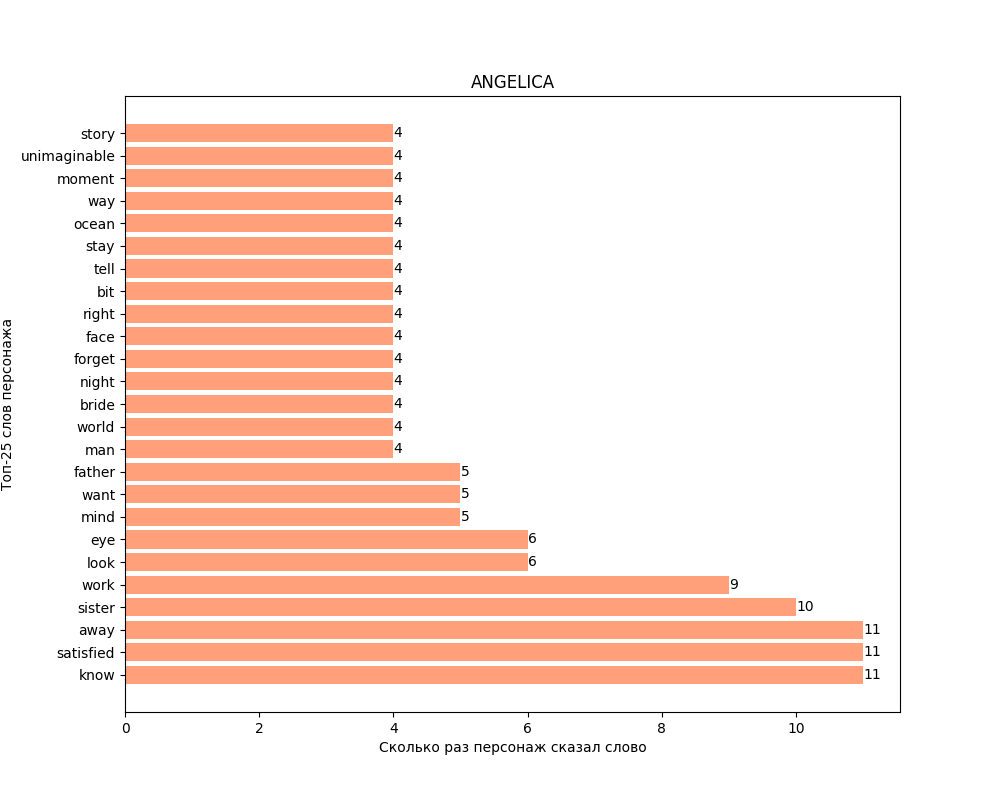 ANGELICA
Топ-25 слов персонажа
story 4
unimaginable 4
moment 4
way 4
ocean 4
stay 4
tell 4
bit 4
right 4
face 4
forget 4
night 4
bride 4
world 4
man 4
father 5
want 5
mind 5
eye 6
look 6
work 9
sister 10
away 11
satisfied 11
know 11
0 2 4 6 8 10
Сколько раз персонаж сказал слово